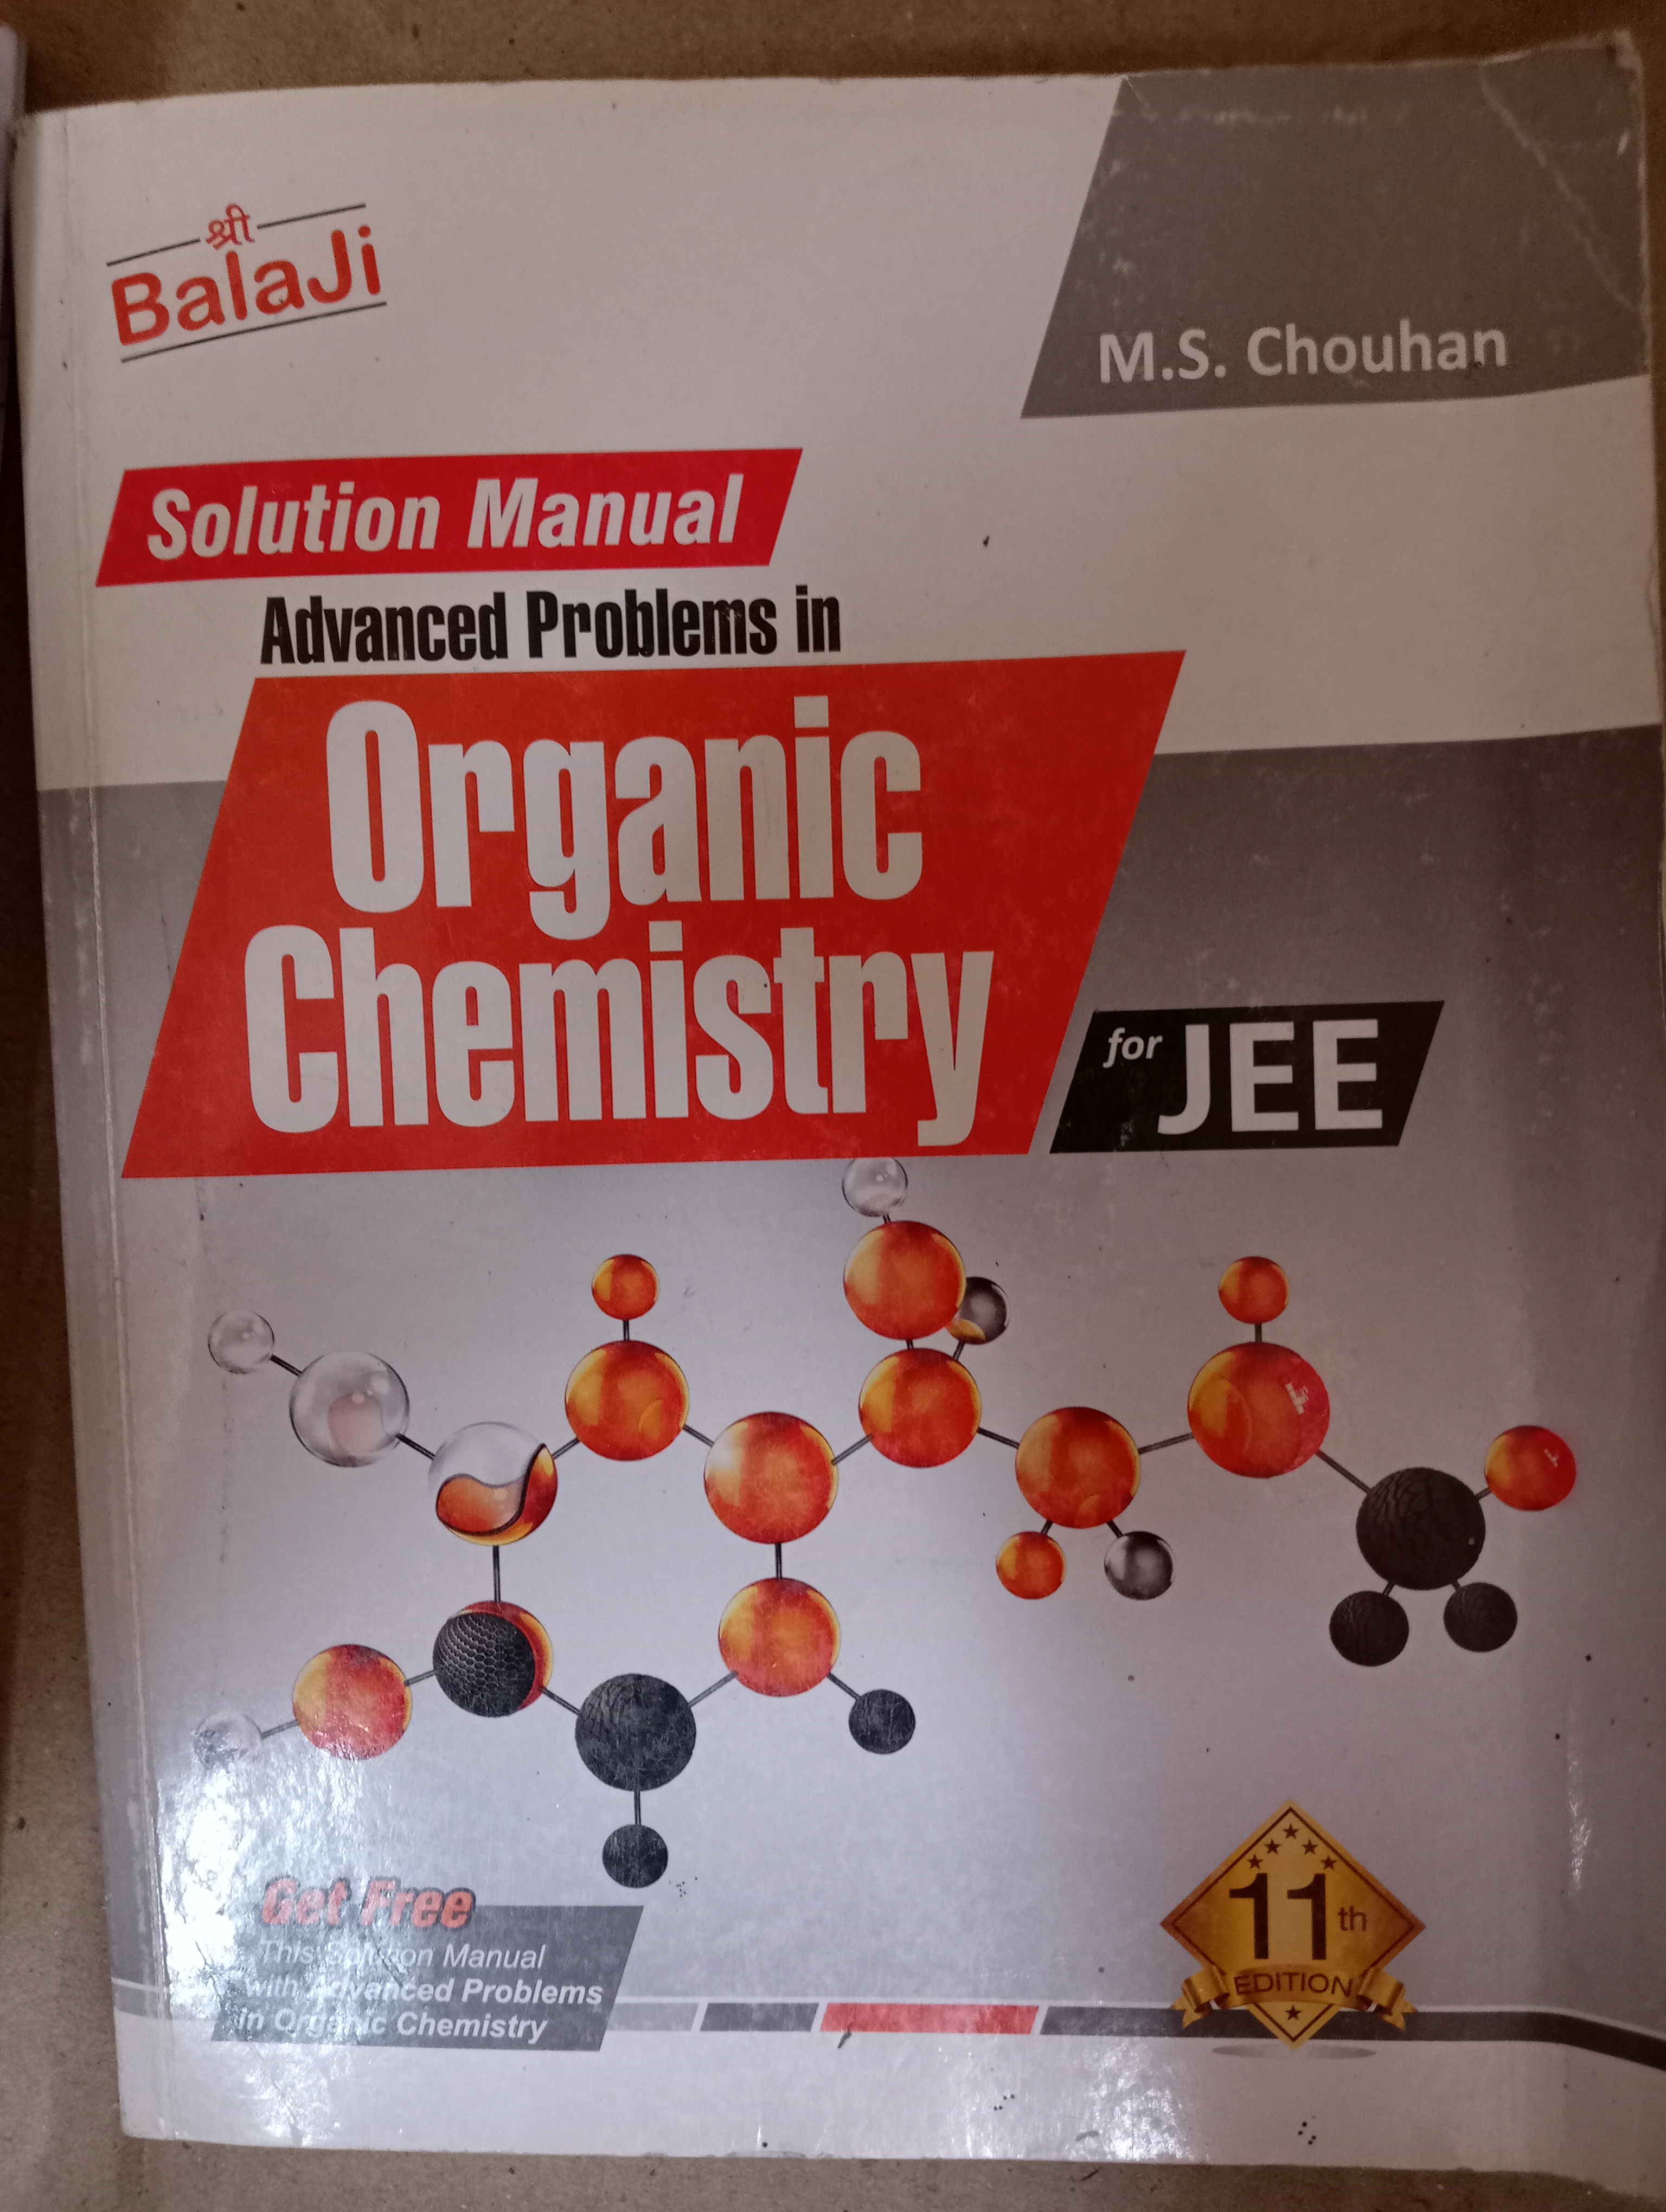 श्री
BalaJi
M.S. Chouhan
Solution Manual
Advanced Problems in
Organic
Chemistry
for JEE
Get Free
This Solution Manual
with Advanced Problems
in Organic Chemistry
11th
EDITION